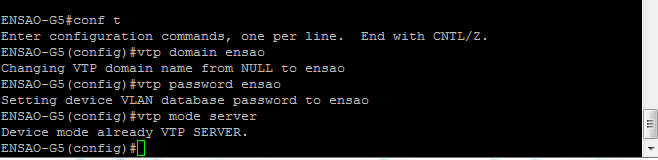 ENSAO-G5#conf t
Enter configuration commands, one per line.  End with CNTL/Z.
ENSAO-G5(config)#vtp domain ensao
Changing VTP domain name from NULL to ensao
ENSAO-G5(config)#vtp password ensao
Setting device VLAN database password to ensao
ENSAO-G5(config)#vtp mode server
Device mode already VTP SERVER.
ENSAO-G5(config)#